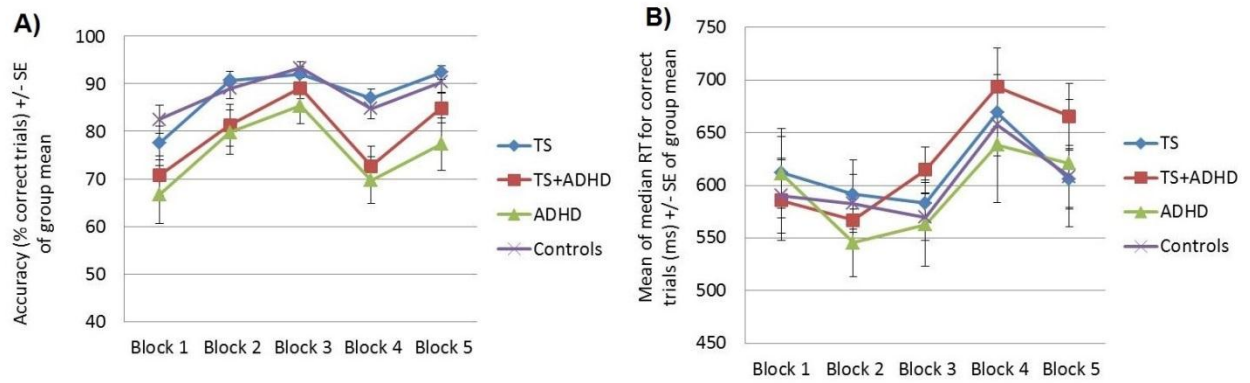 A)
Accuracy (% correct trials) +/- SE
of group mean
100
90
80
70
60
50
40
Block 1 Block 2 Block 3 Block 4 Block 5
TS
TS+ADHD
ADHD
Controls
B)
Mean of median RT for correct
trials (ms) +/- SE of group mean
750
700
650
600
550
500
450
Block 1 Block 2 Block 3 Block 4 Block 5
TS
TS+ADHD
ADHD
Controls